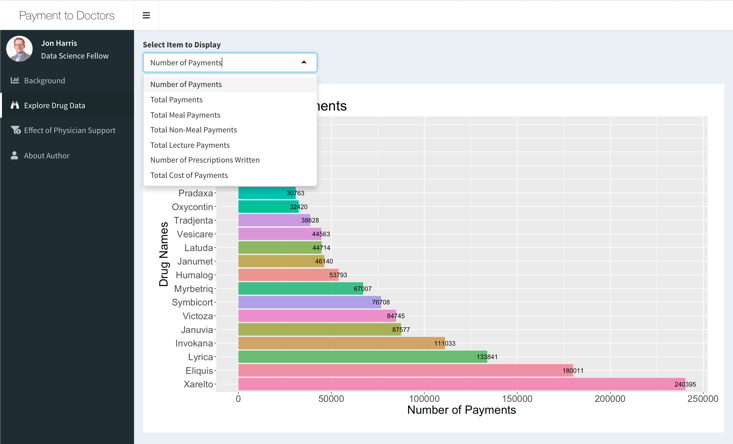 Payment to Doctors
Jon Harris
Data Science Fellow
Background
Explore Drug Data
Effect of Physician Support
About Author
Select Item to Display
Number of Payments
Number of Payments
Total Payments
Total Meal Payments
Total Non-Meal Payments
Total Lecture Payments
Number of Prescriptions Written
Total Cost of Payments
Drug Names
Pradaxa 30763
Oxycontin 32420
Tradjenta 38628
Vesicare 44563
Latuda 44714
Janumet 46140
Humalog 53793
Myrbetriq 67007
Symbicort 76708
Victoza 84745
Januvia 87577
Invokana 111033
Lyrica 133841
Eliquis 180011
Xarelto 240395
0 50000 100000 150000 200000 250000
Number of Payments